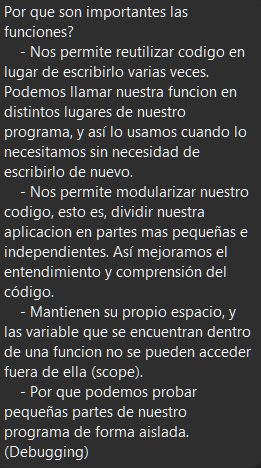 Por que son importantes las
funciones?
- Nos permite reutilizar codigo en
lugar de escribirlo varias veces.
Podemos llamar nuestra funcion en
distintos lugares de nuestro
programa, y así lo usamos cuando lo
necesitamos sin necesidad de
escribirlo de nuevo.
- Nos permite modularizar nuestro
codigo, esto es, dividir nuestra
aplicacion en partes mas pequeñas e
independientes. Así mejoramos el
entendimiento y comprensión del
código.
- Mantienen su propio espacio, y
las variable que se encuentran dentro
de una funcion no se pueden acceder
fuera de ella (scope).
- Por que podemos probar
pequeñas partes de nuestro
programa de forma aislada.
(Debugging)